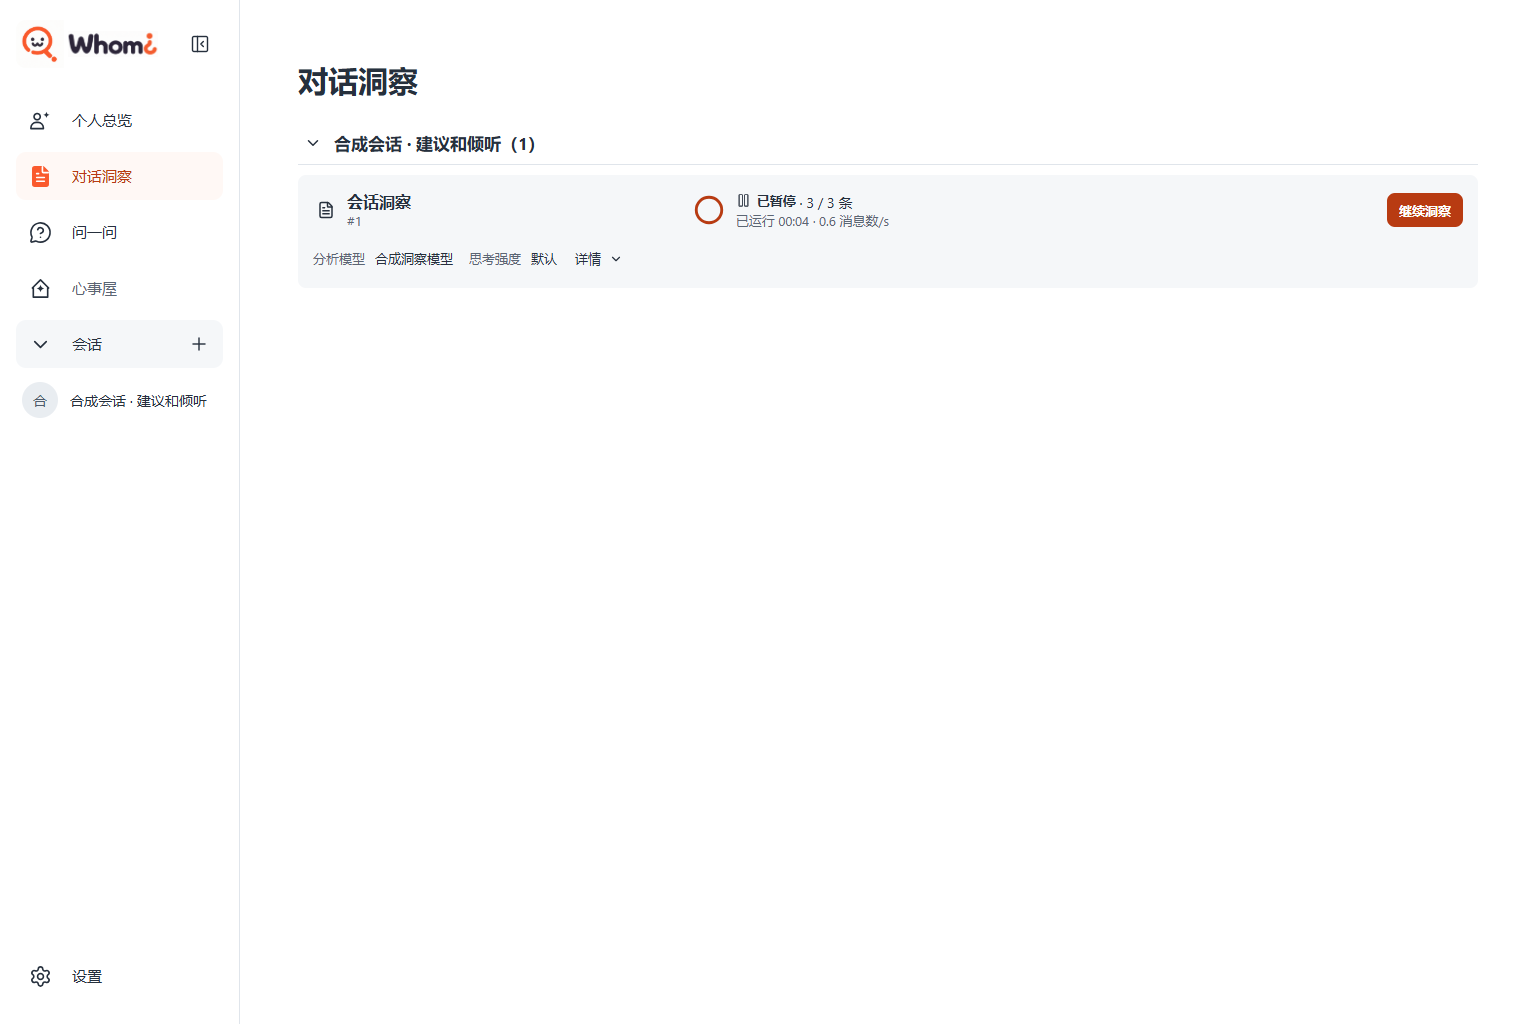 Whomi
个人总览
对话洞察
问一问
心事屋
会话
合 合成会话 · 建议和倾听
设置
对话洞察
合成会话 · 建议和倾听（1）
会话洞察
#1
已暂停 · 3 / 3 条
已运行 00:04 · 0.6 消息数/s
继续洞察
分析模型 合成洞察模型 思考强度 默认 详情